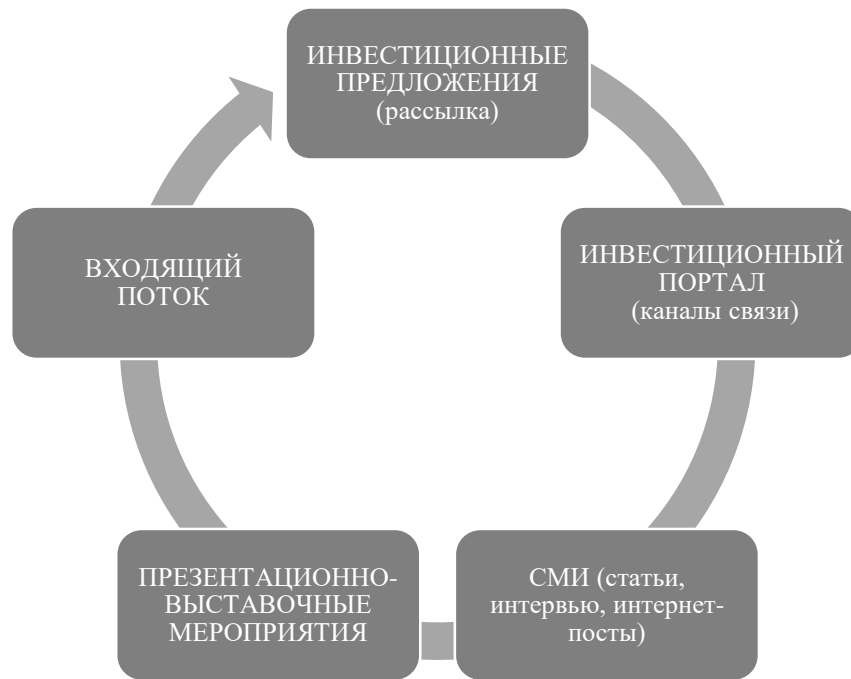 ИНВЕСТИЦИОННЫЕ
ПРЕДЛОЖЕНИЯ
(рассылка)
ИНВЕСТИЦИОННЫЙ
ПОРТАЛ
(каналы связи)
СМИ (статьи,
интервью, интернет-
посты)
ПРЕЗЕНТАЦИОННО-
ВЫСТАВОЧНЫЕ
МЕРОПРИЯТИЯ
ВХОДЯЩИЙ
ПОТОК